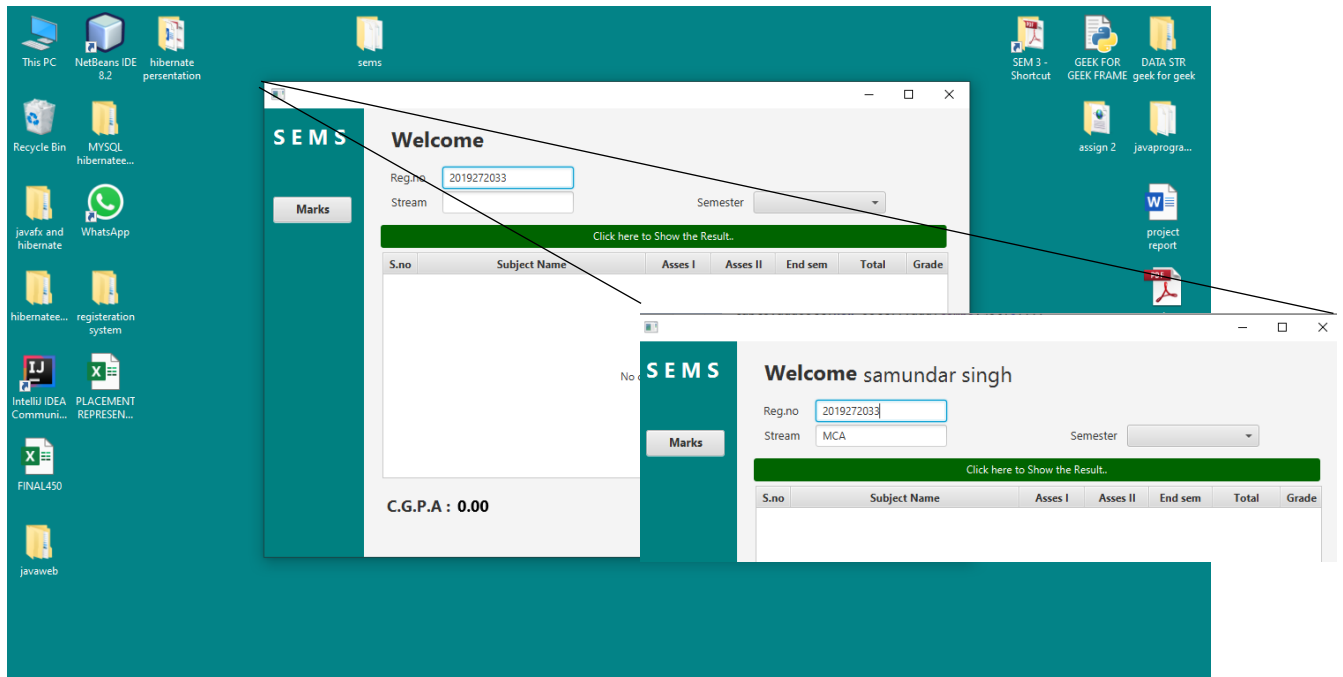 This PC
NetBeans IDE
8.2
hibernate
persentation
sems
SEM 3 -
Shortcut
GEEK FOR
GEEK FRAME
DATA STR
geek for geek
Recycle Bin
MYSQL
hibernatee...
assign 2
javaprogra...
javafx and
hibernate
WhatsApp
project
report
hibernatee...
registeration
system
PDF
IntelliJ IDEA
Communi...
PLACEMENT
REPRESEN...
FINAL450
javaweb
S E M S
Welcome
Reg.no 2019272033
Stream
Semester
Marks
Click here to Show the Result..
S.no Subject Name Asses I Asses II End sem Total Grade
No
C.G.P.A : 0.00
S E M S
Welcome samundar singh
Reg.no 2019272033
Stream MCA
Semester
Marks
Click here to Show the Result..
S.no Subject Name Asses I Asses II End sem Total Grade